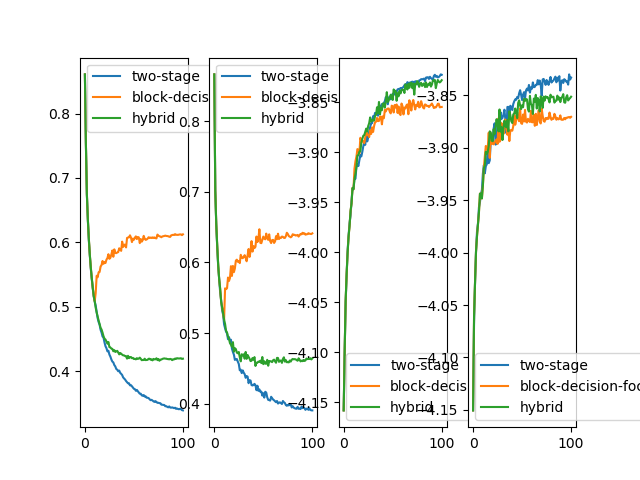 two-stage
block-decis
hybrid
0.8
0.7
0.6
0.5
0.4
0
100
two-stage
block-decis
hybrid
0.8
0.7
0.6
0.5
0.4
0
100
−3.85
−3.90
−3.95
−4.00
−4.05
−4.10
−4.15
two-stage
block-decis
hybrid
0
100
−3.85
−3.90
−3.95
−4.00
−4.05
−4.10
−4.15
two-stage
block-decision-foc
hybrid
0
100